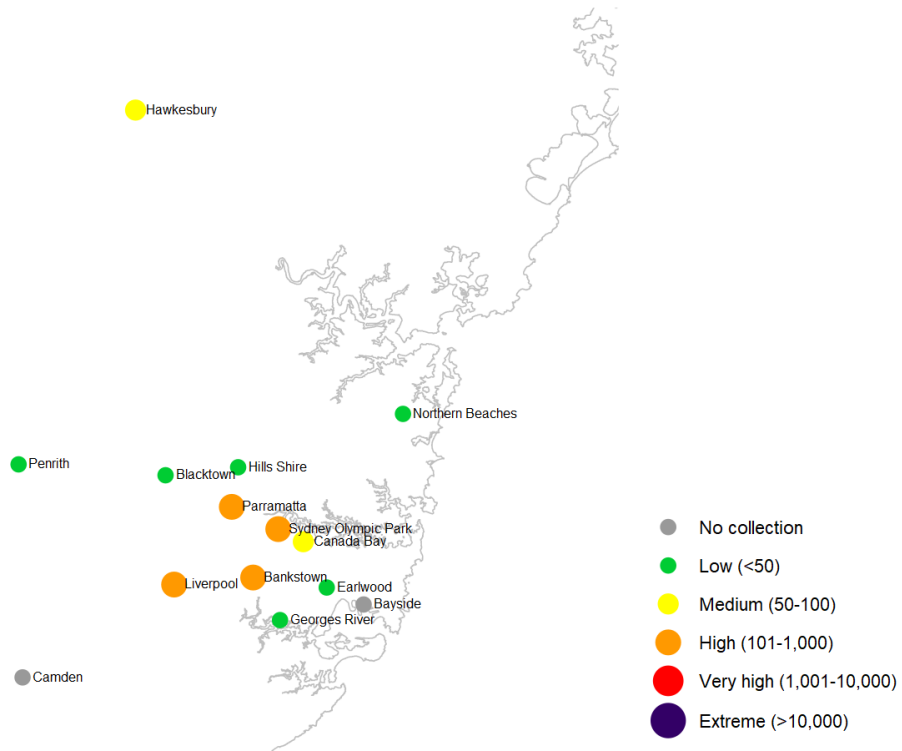 Hawkesbury
Northern Beaches
Penrith
Hills Shire
Blacktown
Parramatta
Sydney Olympic Park
Canada Bay
Liverpool
Bankstown
Earlwood
Bayside
Georges River
Camden
No collection
Low (<50)
Medium (50-100)
High (101-1,000)
Very high (1,001-10,000)
Extreme (>10,000)